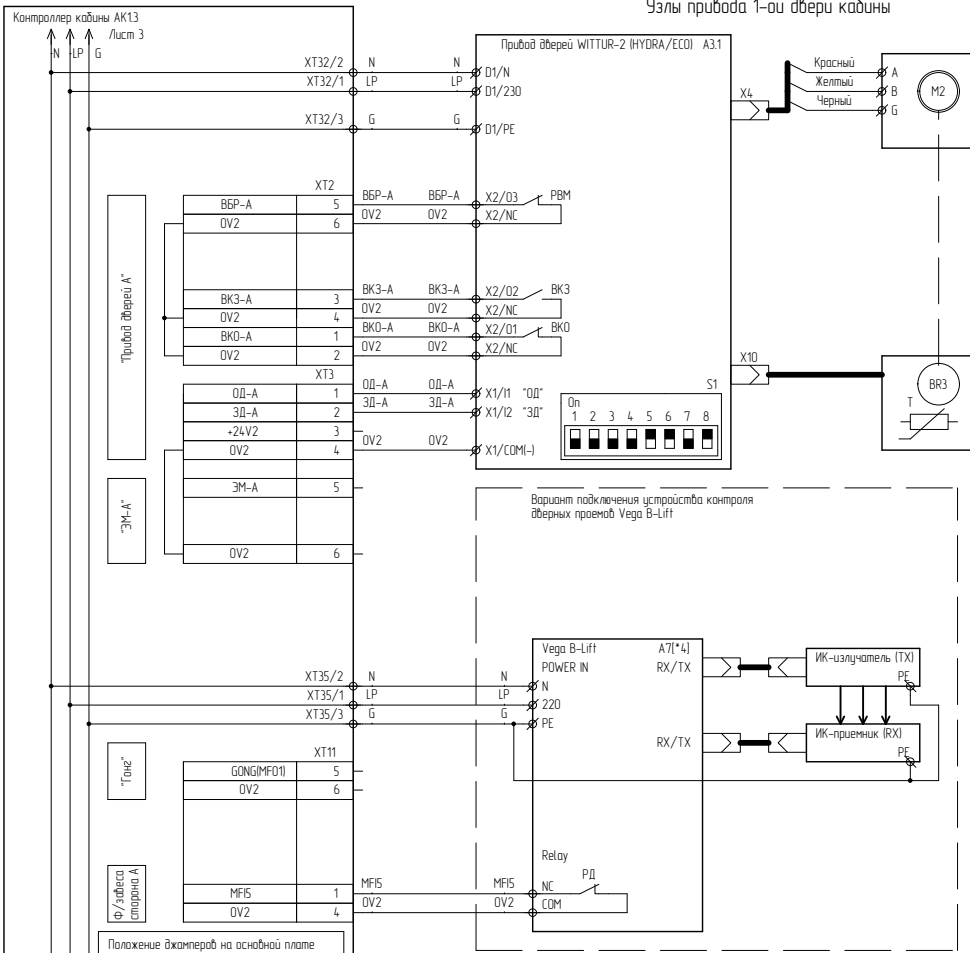 Узлы привода 1-ой двери кабины
Контроллер кабины АК1.3
Лист 3
N LP G
Привод дверей WITTUR-2 (HYDRA/ECO) A3.1
XT32/2 N N D1/N
XT32/1 LP LP D1/230
XT32/3 G G D1/PE
X4
Красный A
Желтый B
Черный G
M2
"Привод дверей А"
XT2
ВБР-А 5 ВБР-А ВБР-А X2/03 РВМ
0V2 6 0V2 0V2 X2/NC
ВКЗ-А 3 ВКЗ-А ВКЗ-А X2/02 ВКЗ
0V2 4 0V2 0V2 X2/NC
ВКО-А 1 ВКО-А ВКО-А X2/01 ВКО
0V2 2 0V2 0V2 X2/NC
XT3
ОД-А 1 ОД-А ОД-А X1/I1 "ОД"
ЗД-А 2 ЗД-А ЗД-А X1/I2 "ЗД"
+24V2 3
0V2 4 0V2 0V2 X1/COM(-)
X10
S1
On
1 2 3 4 5 6 7 8
BR3
T
"ЭМ-А"
ЭМ-А 5
0V2 6
Вариант подключения устройства контроля
дверных проемов Vega B-Lift
Vega B-Lift A7[*4]
POWER IN RX/TX
XT35/2 N N N
XT35/1 LP LP 220
XT35/3 G G PE
ИК-излучатель (TX)
PE
RX/TX
ИК-приемник (RX)
PE
"Гонг"
XT11
GONG(MF01) 5
0V2 6
Ф/завеса
сторона А
Relay
РД
MFI5 1 MFI5 MFI5 NC
0V2 4 0V2 0V2 COM
Положение джамперов на основной плате